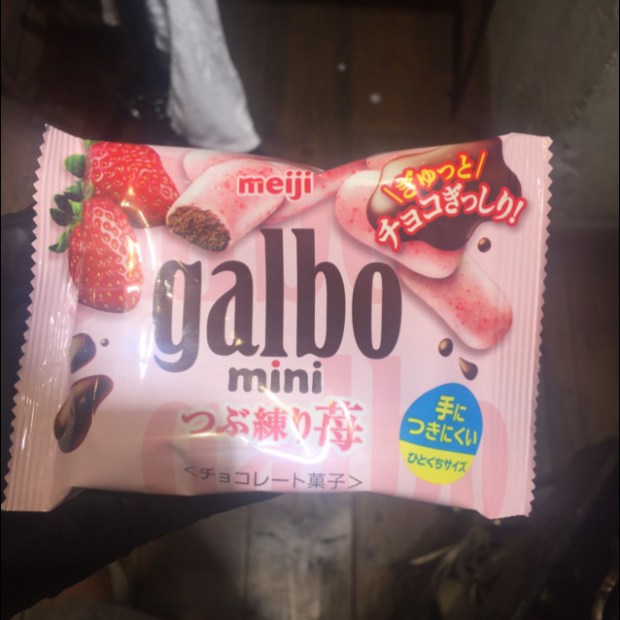 meiji
ぎゅっと
チョコぎっしり!
galbo
mini
つぶ練り苺
<チョコレート菓子>
手に
つきにくい
ひとくちサイズ